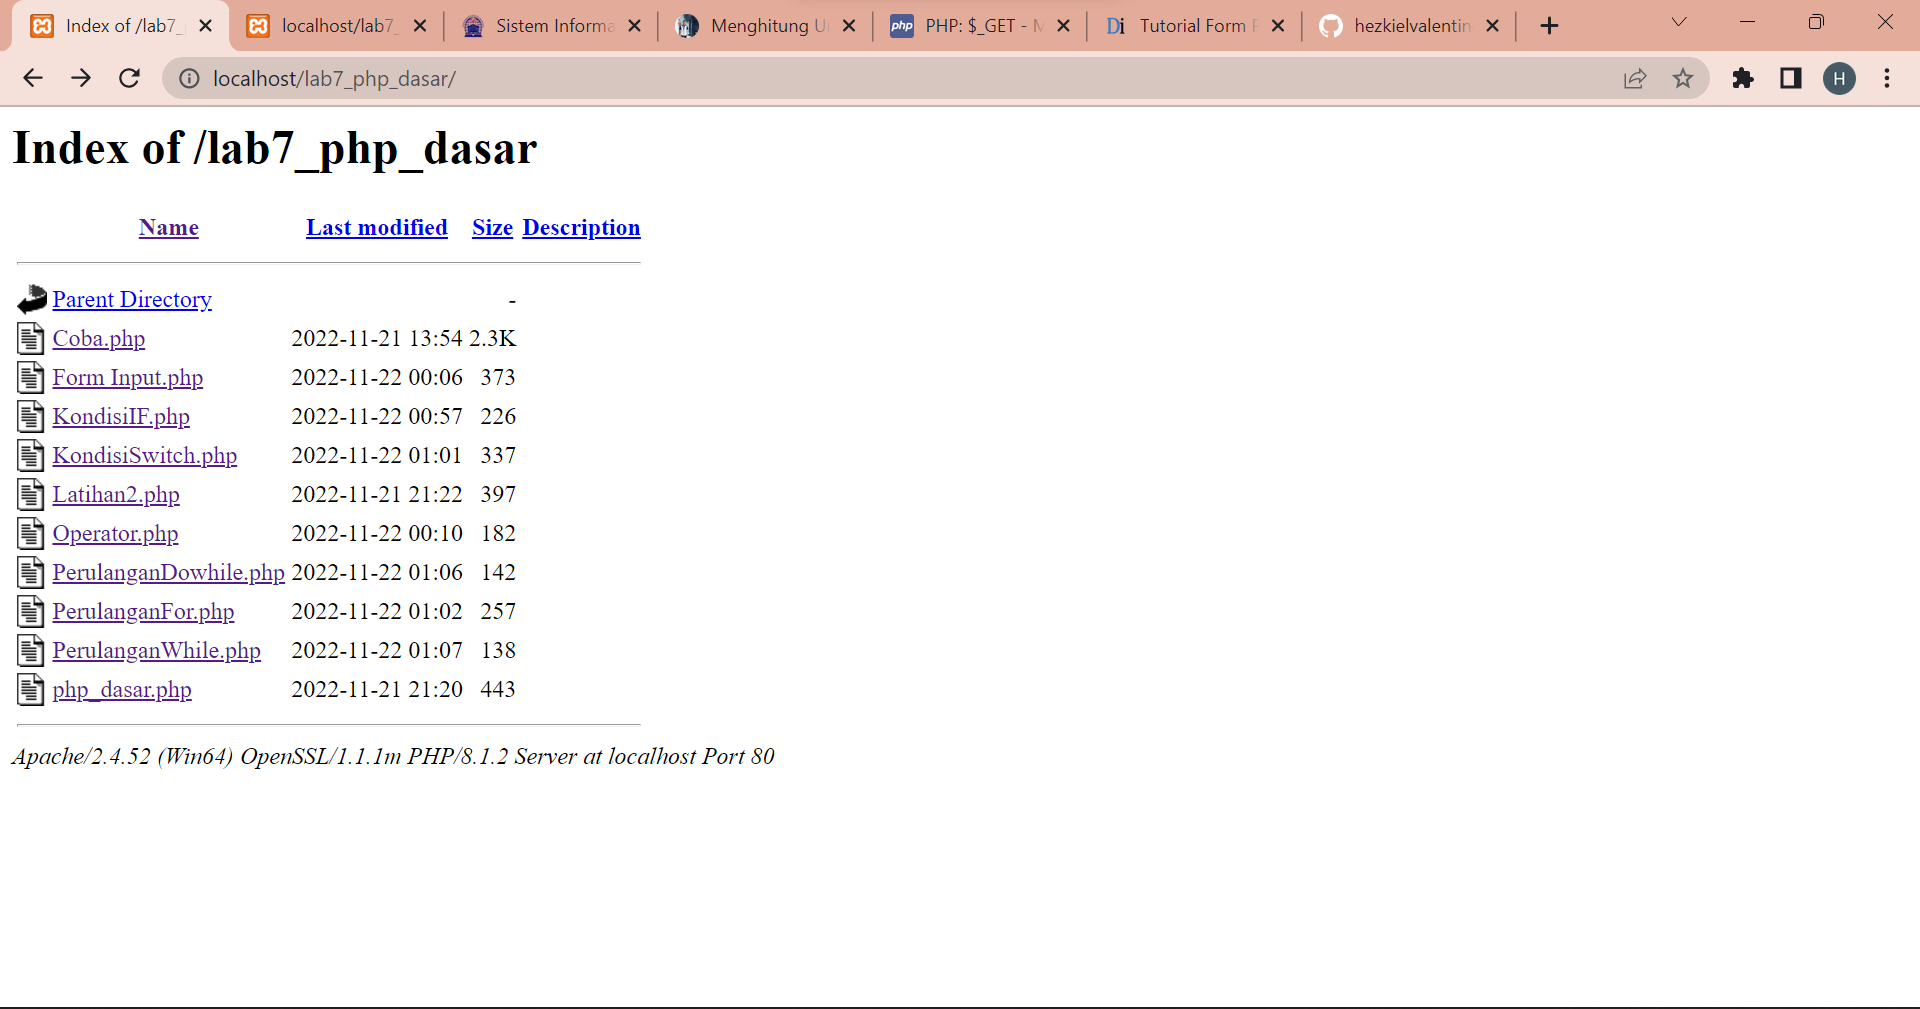 Index of /lab7_
localhost/lab7_
Sistem Informa
Menghitung U
PHP: $_GET - M
Di Tutorial Form P
hezkielvalentin
localhost/lab7_php_dasar/
H
Index of /lab7_php_dasar
Name Last modified Size Description
Parent Directory -
Coba.php 2022-11-21 13:54 2.3K
Form Input.php 2022-11-22 00:06 373
KondisiIF.php 2022-11-22 00:57 226
KondisiSwitch.php 2022-11-22 01:01 337
Latihan2.php 2022-11-21 21:22 397
Operator.php 2022-11-22 00:10 182
PerulanganDowhile.php 2022-11-22 01:06 142
PerulanganFor.php 2022-11-22 01:02 257
PerulanganWhile.php 2022-11-22 01:07 138
php_dasar.php 2022-11-21 21:20 443
Apache/2.4.52 (Win64) OpenSSL/1.1.1m PHP/8.1.2 Server at localhost Port 80